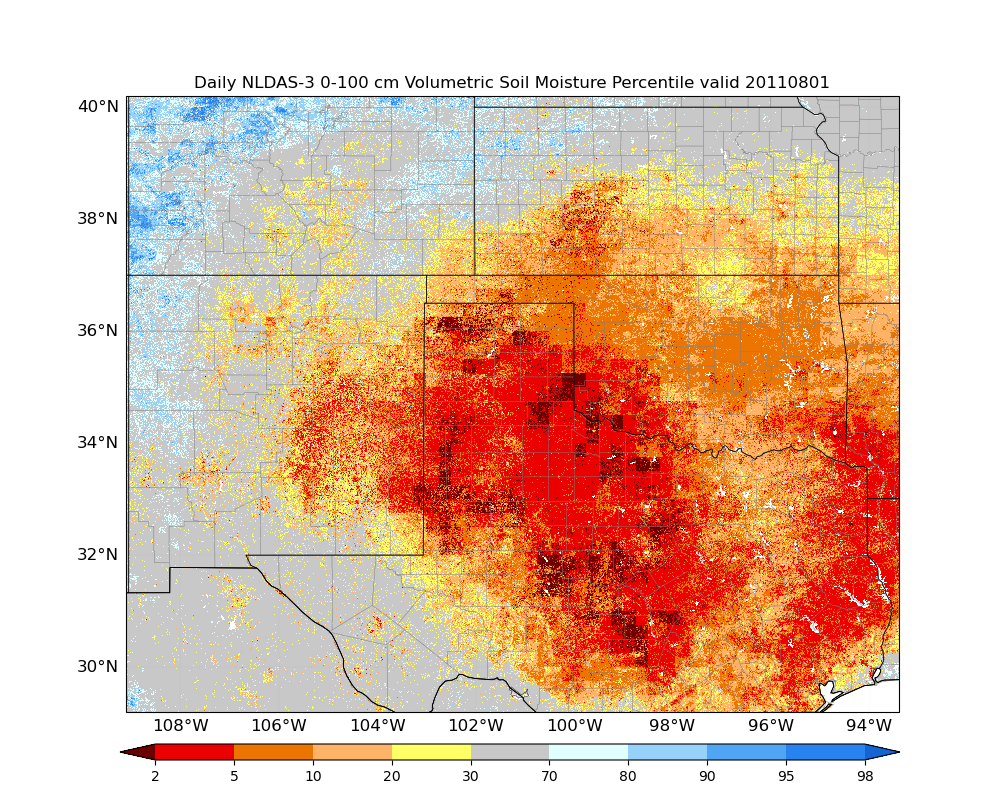 Daily NLDAS-3 0-100 cm Volumetric Soil Moisture Percentile valid 20110801
40°N
38°N
36°N
34°N
32°N
30°N
108°W 106°W 104°W 102°W 100°W 98°W 96°W 94°W
2 5 10 20 30 70 80 90 95 98